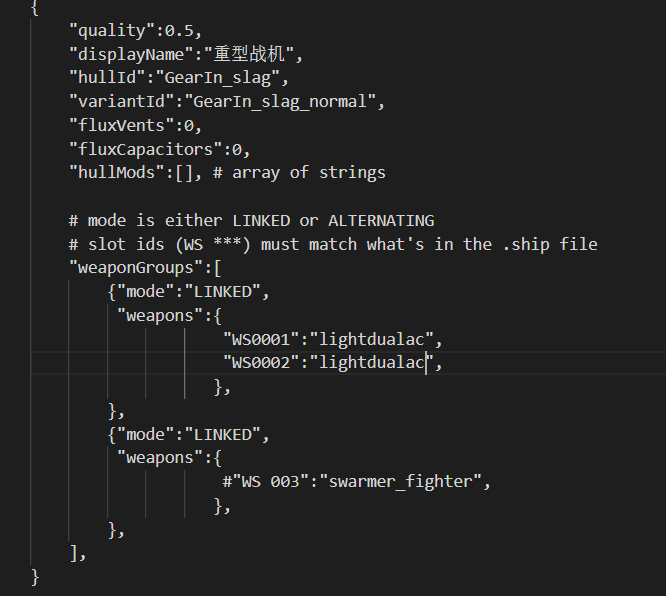 {
"quality":0.5,
"displayName":"重型战机",
"hullId":"GearIn_slag",
"variantId":"GearIn_slag_normal",
"fluxVents":0,
"fluxCapacitors":0,
"hullMods":[], # array of strings
# mode is either LINKED or ALTERNATING
# slot ids (WS ***) must match what's in the .ship file
"weaponGroups":[
{"mode":"LINKED",
"weapons":{
"WS0001":"lightdualac",
"WS0002":"lightdualac",
},
},
{"mode":"LINKED",
"weapons":{
#"WS 003":"swarmer_fighter",
},
},
],
}